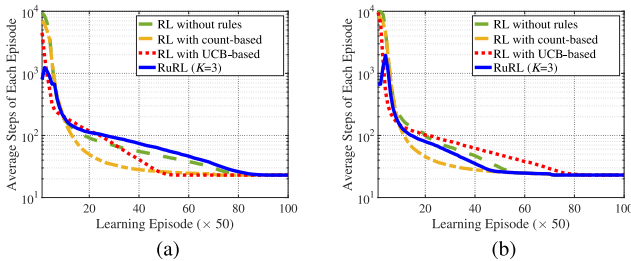 10^4
10^3
10^2
10^1
Average Steps of Each Episode
RL without rules
RL with count-based
RL with UCB-based
RuRL (K=3)
20 40 60 80 100
Learning Episode (× 50)
(a)
10^4
10^3
10^2
10^1
Average Steps of Each Episode
RL without rules
RL with count-based
RL with UCB-based
RuRL (K=3)
20 40 60 80 100
Learning Episode (× 50)
(b)